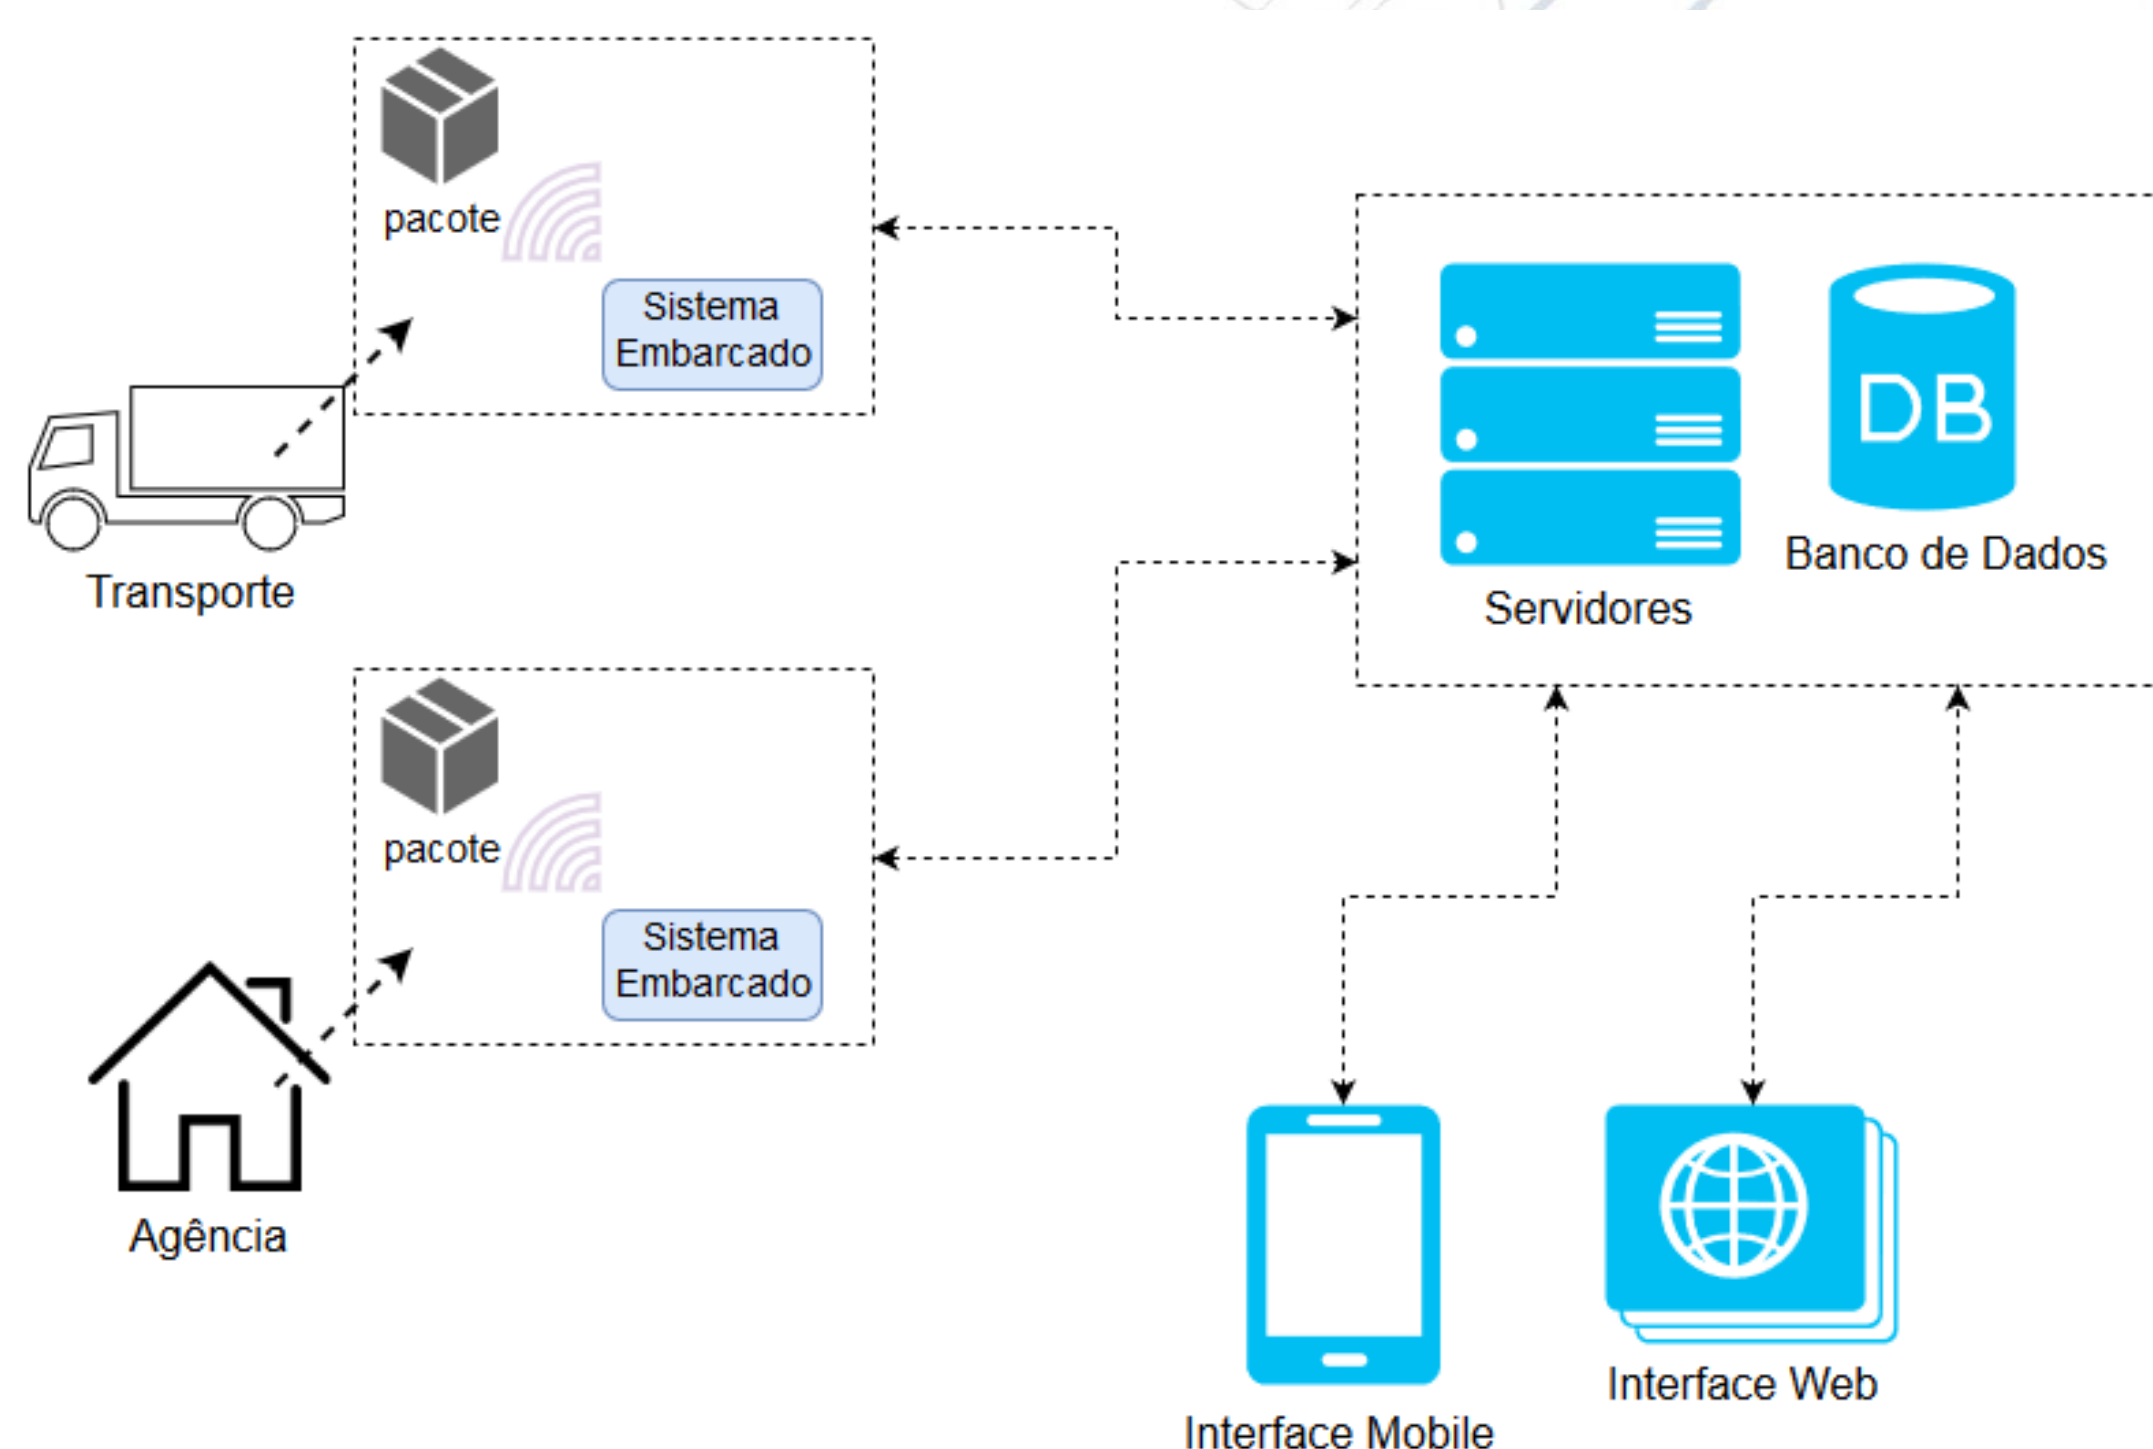 pacote
Sistema
Embarcado
Transporte
DB
Banco de Dados
Servidores
pacote
Sistema
Embarcado
Agência
Interface Web
Interface Mobile